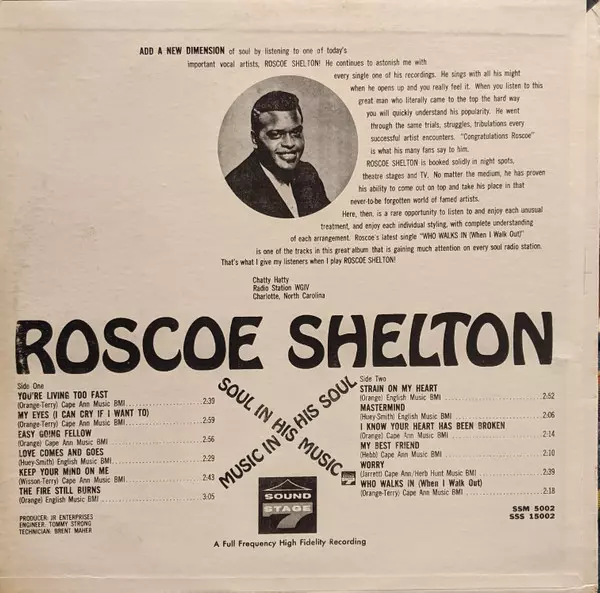 ADD A NEW DIMENSION of soul by listening to one of today's
important vocal artists, ROSCOE SHELTON! He continues to astonish me with
every single one of his recordings. He sings with all his might
when he opens up and you really feel it. When you listen to this
great man who literally came to the top the hard way
you will quickly understand his popularity. He went
through the same trials, struggles, tribulations every
successful artist encounters. "Congratulations Roscoe"
is what his many fans say to him.
ROSCOE SHELTON is booked solidly in night spots,
theatre stages and TV. No matter the medium, he has proven
his ability to come out on top and take his place in that
never-to-be forgotten world of famed artists.
Here, then, is a rare opportunity to listen to and enjoy each unusual
treatment, and enjoy each individual styling, with complete understanding
of each arrangement. Roscoe's latest single "WHO WALKS IN (When I Walk Out)"
is one of the tracks in this great album that is gaining much attention on every soul radio station.
That's what I give my listeners when I play ROSCOE SHELTON!
Chatty Hatty
Radio Station WGIV
Charlotte, North Carolina
ROSCOE SHELTON
Side One
YOU'RE LIVING TOO FAST
(Orange-Terry) Cape Ann Music BMI 2:39
MY EYES (I CAN CRY IF I WANT TO)
(Orange-Terry) Cape Ann Music BMI 2:59
EASY GOING FELLOW
(Orange) Cape Ann Music BMI 2:56
LOVE COMES AND GOES
(Huey-Smith) English Music BMI 2:29
KEEP YOUR MIND ON ME
(Wisson-Terry) Cape Ann Music BMI 2:43
THE FIRE STILL BURNS
(Orange) English Music BMI 3:05
SOUL IN HIS MUSIC
MUSIC IN HIS SOUL
Side Two
STRAIN ON MY HEART
(Orange) English Music BMI 2:52
MASTERMIND
(Huey-Smith) English Music BMI 2:06
I KNOW YOUR HEART HAS BEEN BROKEN
(Orange) Cape Ann Music BMI 2:14
MY BEST FRIEND
(Hebb) Cape Ann Music BMI 2:10
WORRY
(Jarrett) Cape Ann/Herb Hunt Music BMI 2:39
WHO WALKS IN (When I Walk Out)
(Orange-Terry) Cape Ann Music BMI 2:18
PRODUCER: JR ENTERPRISES
ENGINEER: TOMMY STRONG
TECHNICIAN: BRENT MAHER
SOUND
STAGE
7
A Full Frequency High Fidelity Recording
SSM 5002
SSS 15002